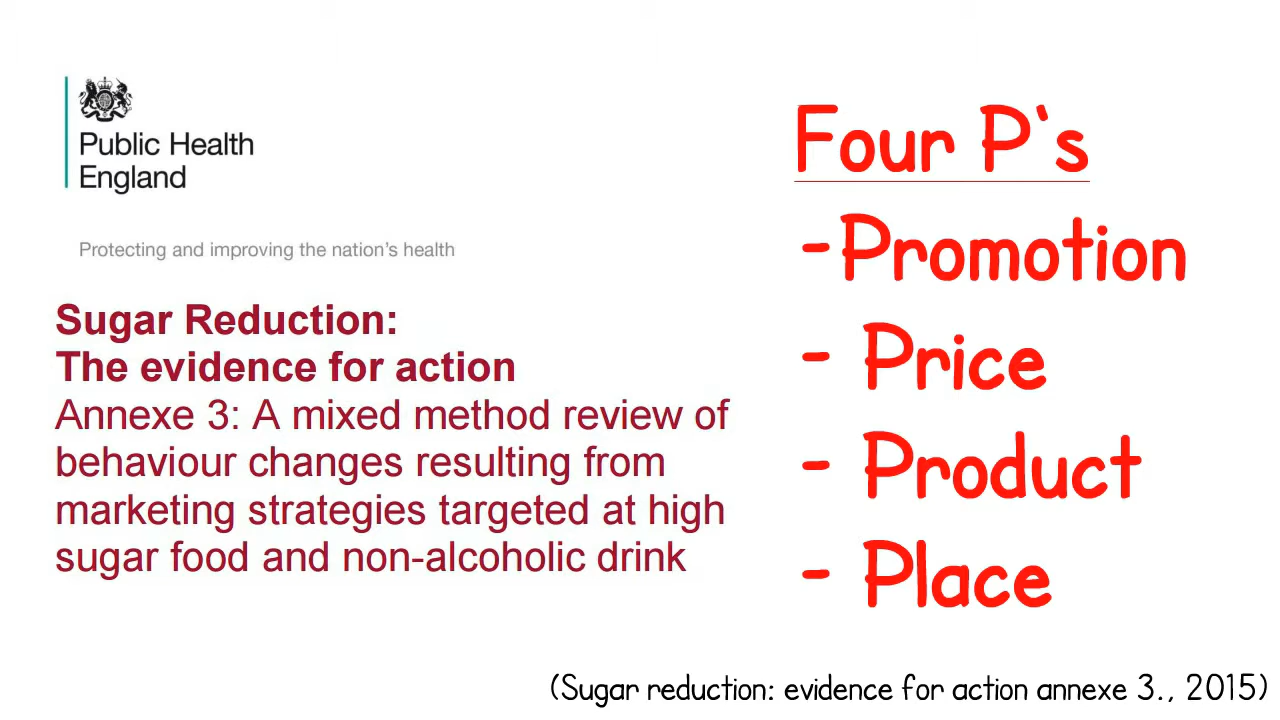 Public Health
England
Protecting and improving the nation's health
Sugar Reduction:
The evidence for action
Annexe 3: A mixed method review of
behaviour changes resulting from
marketing strategies targeted at high
sugar food and non-alcoholic drink
Four P's
-Promotion
- Price
- Product
- Place
(Sugar reduction: evidence for action annexe 3., 2015)